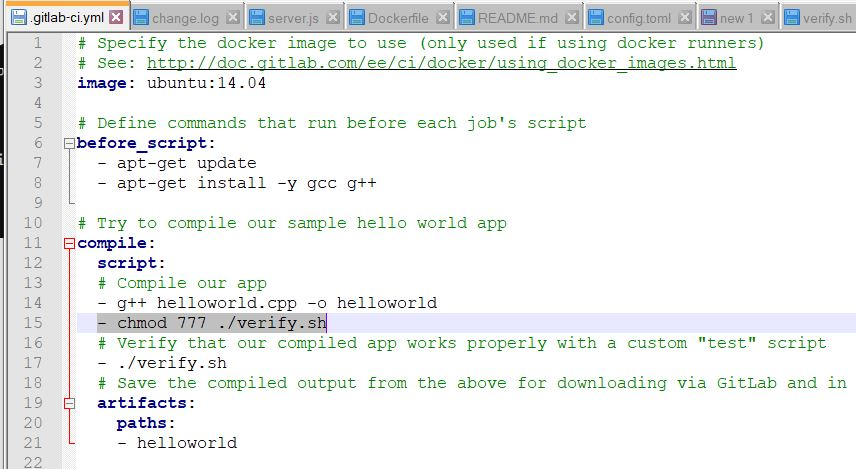 .gitlab-ci.yml change.log server.js Dockerfile README.md config.toml new 1 verify.sh
1 # Specify the docker image to use (only used if using docker runners)
2 # See: http://doc.gitlab.com/ee/ci/docker/using_docker_images.html
3 image: ubuntu:14.04
4
5 # Define commands that run before each job's script
6 before_script:
7 - apt-get update
8 - apt-get install -y gcc g++
9
10 # Try to compile our sample hello world app
11 compile:
12 script:
13 # Compile our app
14 - g++ helloworld.cpp -o helloworld
15 - chmod 777 ./verify.sh
16 # Verify that our compiled app works properly with a custom "test" script
17 - ./verify.sh
18 # Save the compiled output from the above for downloading via GitLab and in
19 artifacts:
20 paths:
21 - helloworld
22